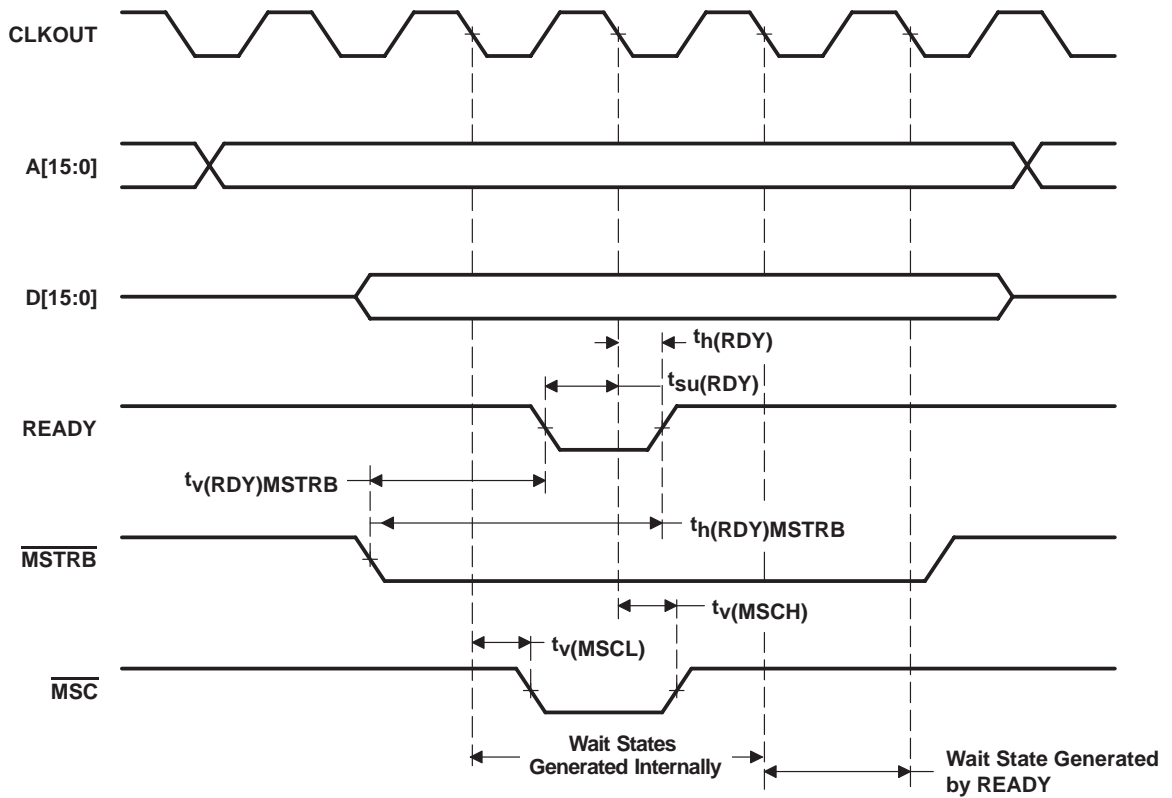 CLKOUT
A[15:0]
D[15:0]
th(RDY)
tsu(RDY)
READY
tv(RDY)MSTRB
th(RDY)MSTRB
MSTRB
tv(MSCH)
tv(MSCL)
MSC
Wait States
Generated Internally
Wait State Generated
by READY